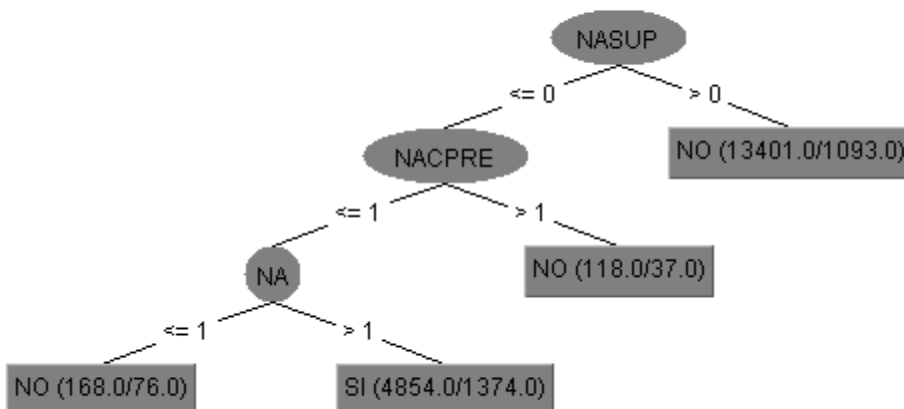 NASUP
<= 0
> 0
NACPRE
NO (13401.0/1093.0)
<= 1
> 1
NA
NO (118.0/37.0)
<= 1
> 1
NO (168.0/76.0)
SI (4854.0/1374.0)